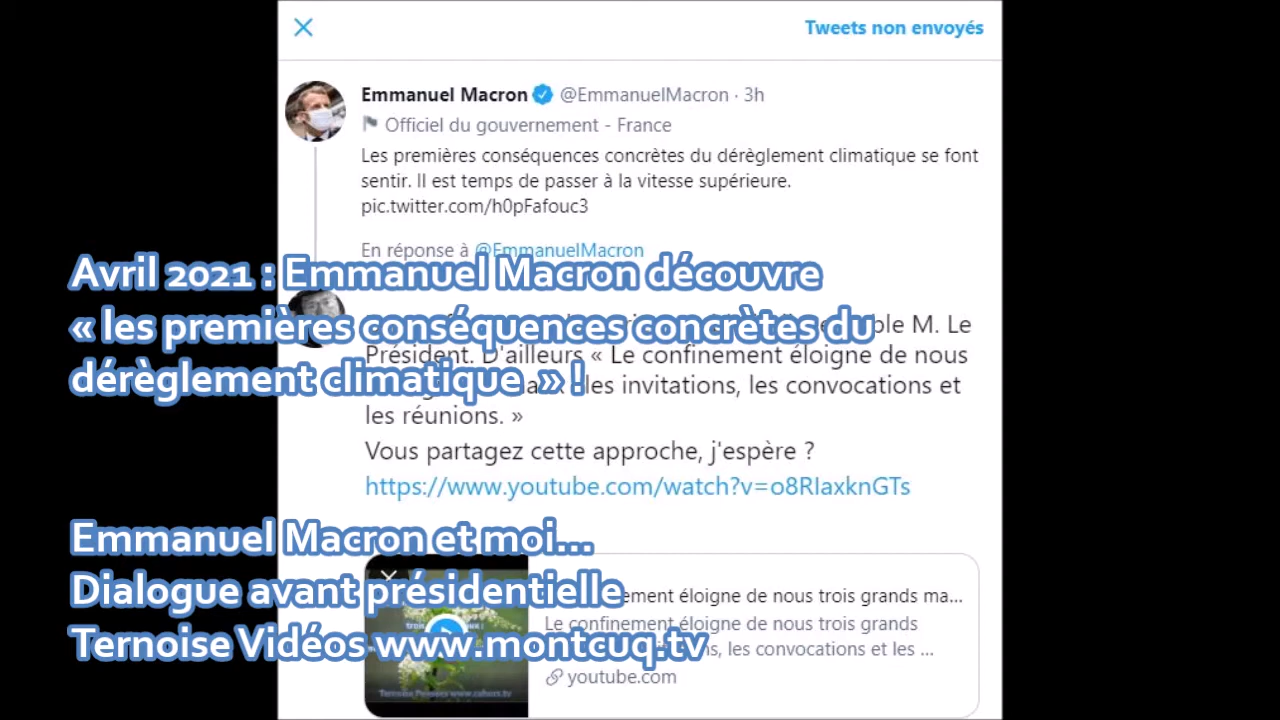 Tweets non envoyés
Emmanuel Macron @EmmanuelMacron · 3h
Officiel du gouvernement - France
Les premières conséquences concrètes du dérèglement climatique se font
sentir. Il est temps de passer à la vitesse supérieure.
pic.twitter.com/h0pFafouc3
En réponse à @EmmanuelMacron
Avril 2021 : Emmanuel Macron découvre
« les premières conséquences concrètes du
dérèglement climatique » !
M. Le
Président. D'ailleurs « Le confinement éloigne de nous
les invitations, les convocations et
les réunions. »
Vous partagez cette approche, j'espère ?
https://www.youtube.com/watch?v=o8RIaxknGTs
Emmanuel Macron et moi...
Dialogue avant présidentielle
Ternoise Vidéos www.montcuq.tv
éloigne de nous trois grands ma...
Le confinement éloigne de nous trois grands
les convocations et les ...
youtube.com
Ternoise Pensées www.cahors.tv